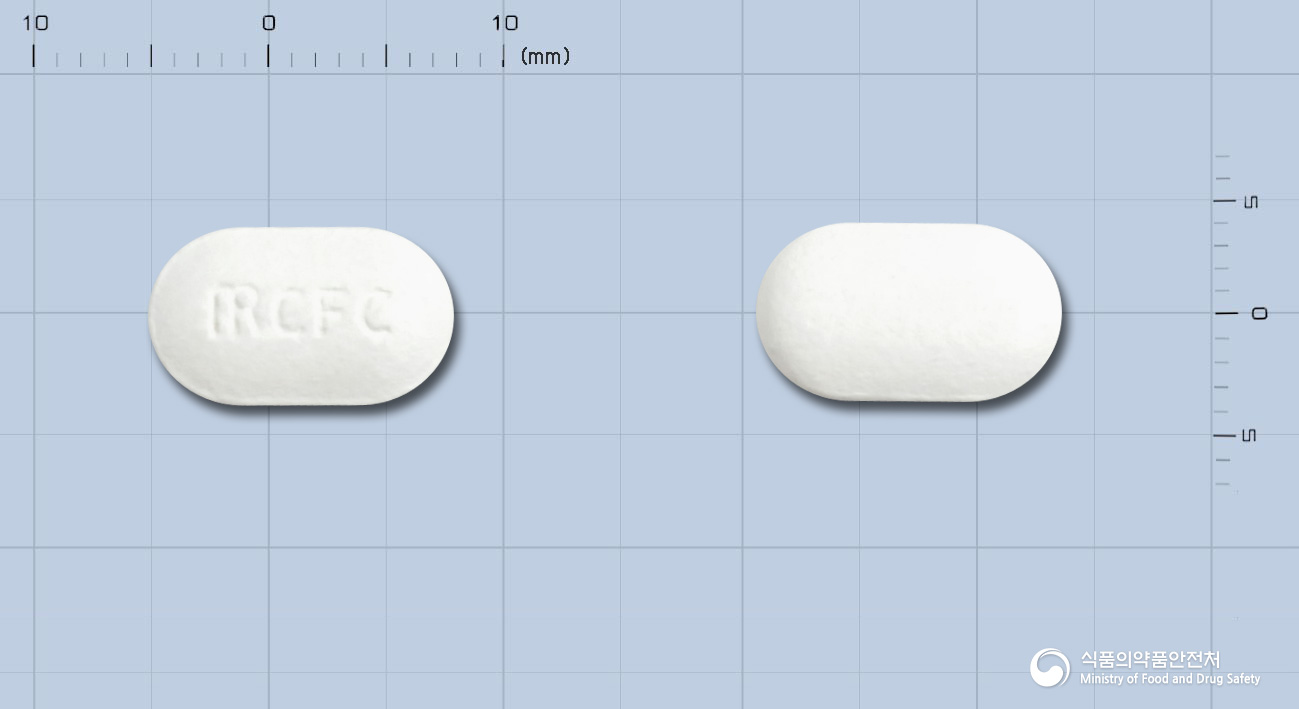 10 0 10
(mm)
RCFC
5
0
5
식품의약품안전처
Ministry of Food and Drug Safety